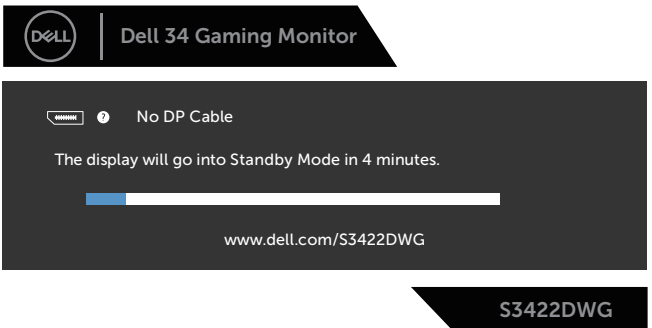 DELL
Dell 34 Gaming Monitor
? No DP Cable
The display will go into Standby Mode in 4 minutes.
www.dell.com/S3422DWG
S3422DWG